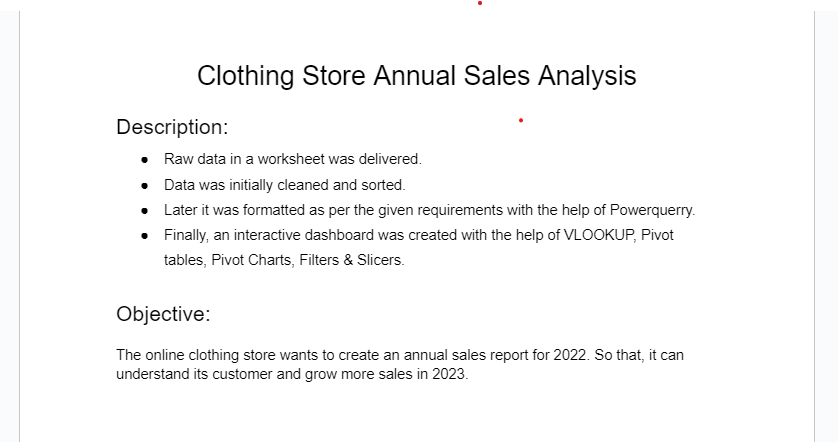 Clothing Store Annual Sales Analysis
Description:
● Raw data in a worksheet was delivered.
● Data was initially cleaned and sorted.
● Later it was formatted as per the given requirements with the help of Powerquerry.
● Finally, an interactive dashboard was created with the help of VLOOKUP, Pivot
tables, Pivot Charts, Filters & Slicers.
Objective:
The online clothing store wants to create an annual sales report for 2022. So that, it can
understand its customer and grow more sales in 2023.